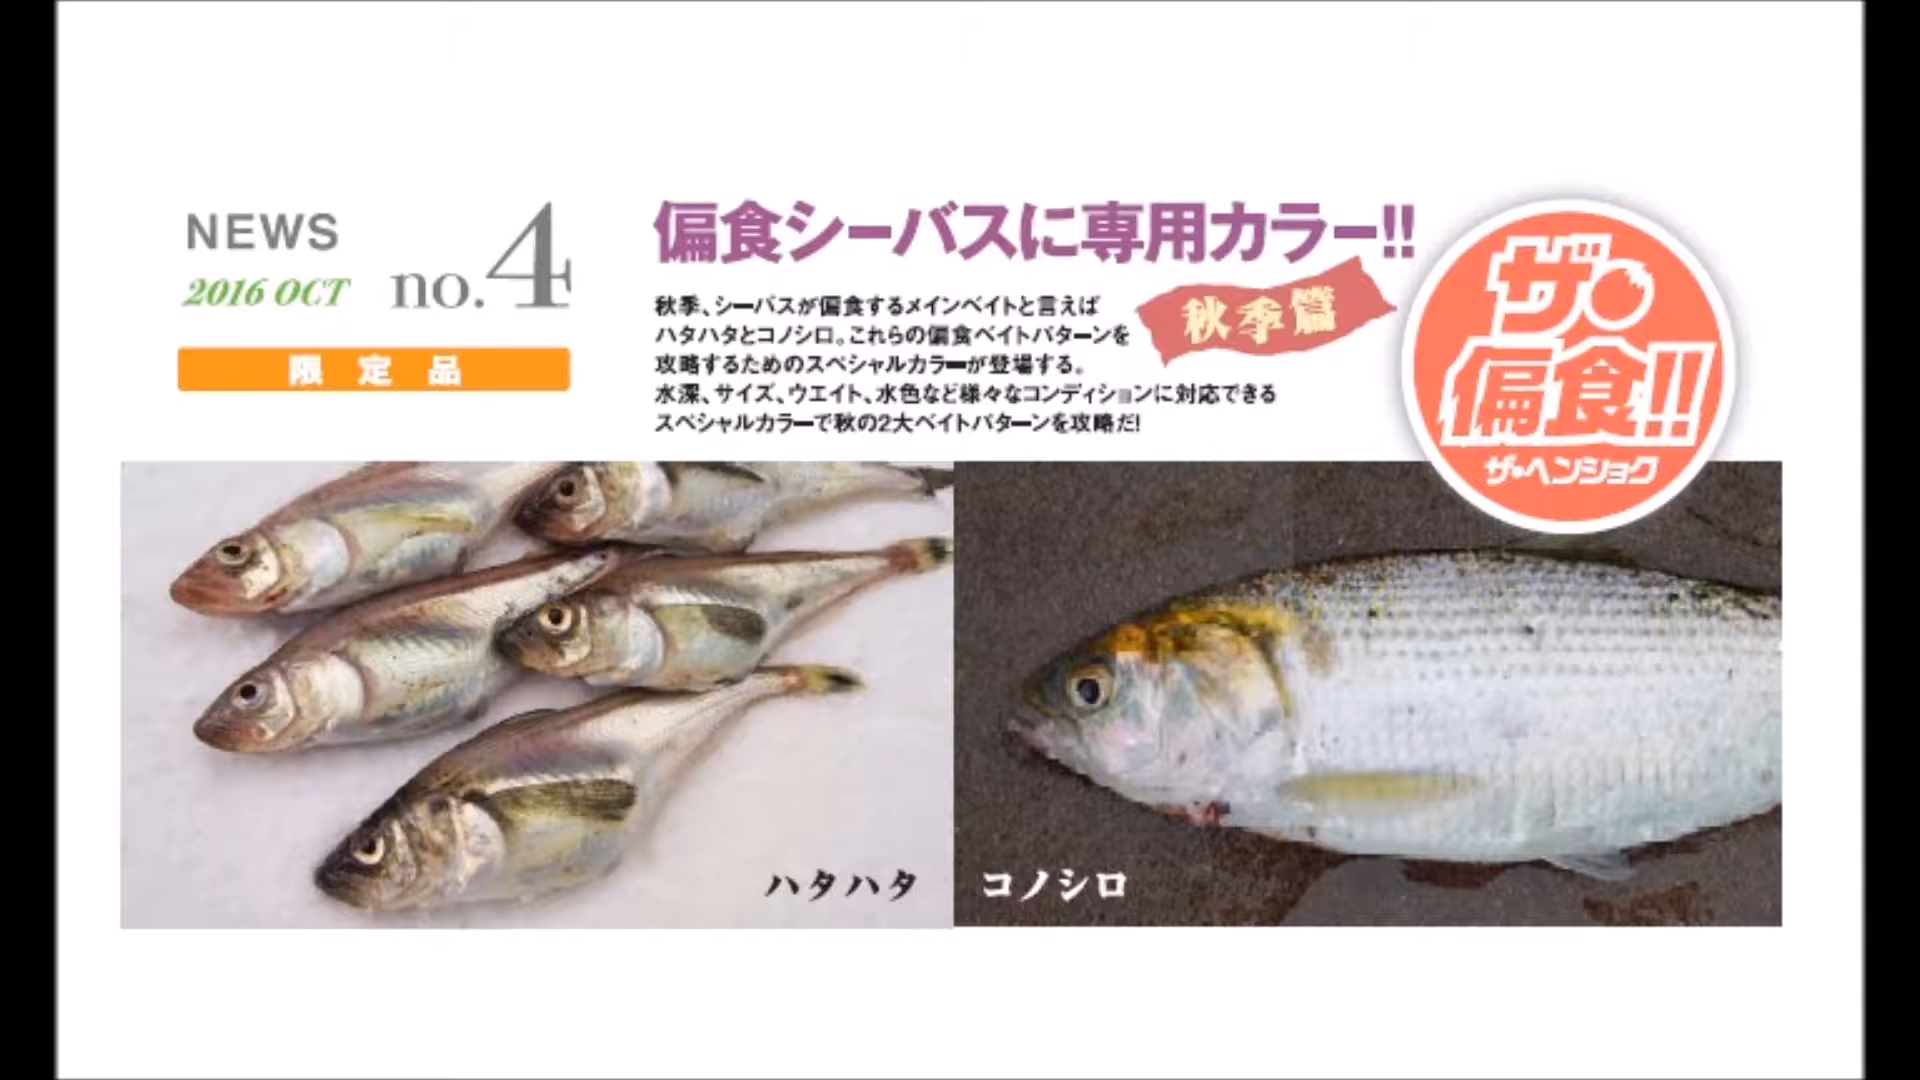 NEWS
2016 OCT
no.4
限定品
偏食シーバスに専用カラー!!
秋季篇
秋季、シーバスが偏食するメインベイトと言えば
ハタハタとコノシロ。これらの偏食ベイトパターンを
攻略するためのスペシャルカラーが登場する。
水深、サイズ、ウエイト、水色など様々なコンディションに対応できる
スペシャルカラーで秋の2大ベイトパターンを攻略だ!
ザ・
偏食!!
ザ・ヘンショク
ハタハタ
コノシロ